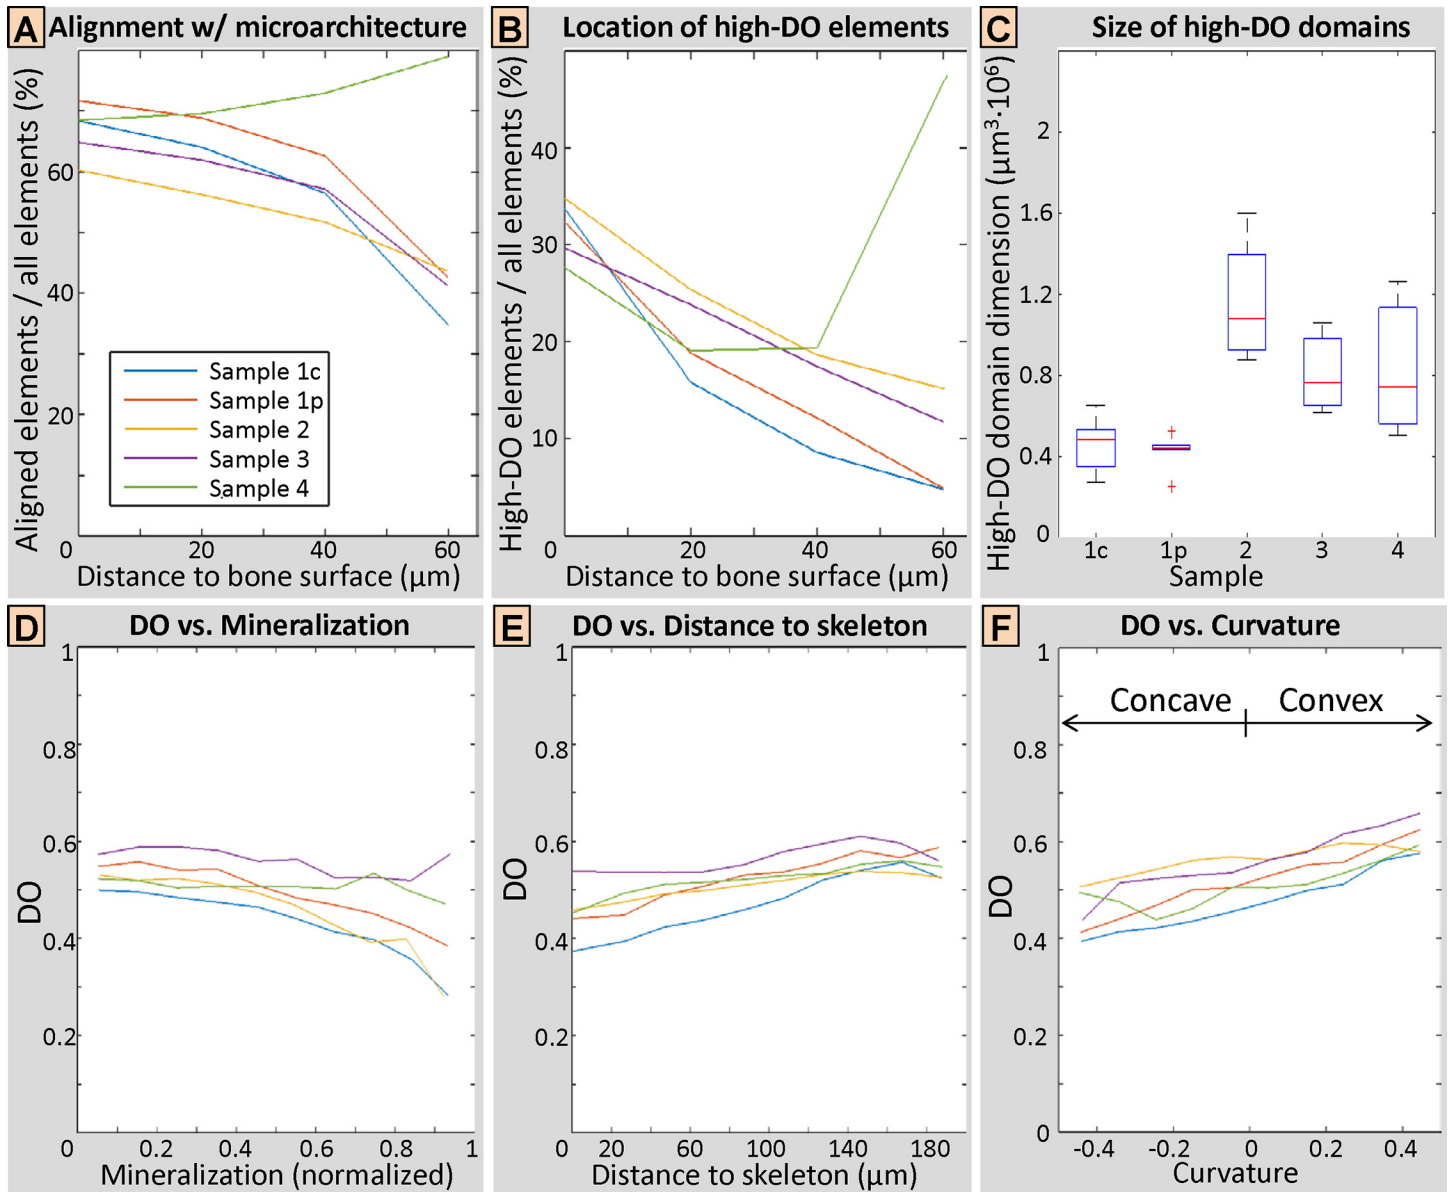 A Alignment w/ microarchitecture
Aligned elements / all elements (%)
60
40
20
0 20 40 60
Sample 1c
Sample 1p
Sample 2
Sample 3
Sample 4
Distance to bone surface (µm)
B Location of high-DO elements
High-DO elements / all elements (%)
40
30
20
10
0 20 40 60
Distance to bone surface (µm)
C Size of high-DO domains
High-DO domain dimension (µm³·10⁶)
2
1.6
1.2
0.8
0.4
0
1c 1p 2 3 4
Sample
D DO vs. Mineralization
DO
1
0.8
0.6
0.4
0.2
0 0.2 0.4 0.6 0.8 1
Mineralization (normalized)
E DO vs. Distance to skeleton
DO
1
0.8
0.6
0.4
0.2
0 20 60 100 140 180
Distance to skeleton (µm)
F DO vs. Curvature
Concave Convex
DO
1
0.8
0.6
0.4
0.2
0
-0.4 -0.2 0 0.2 0.4
Curvature